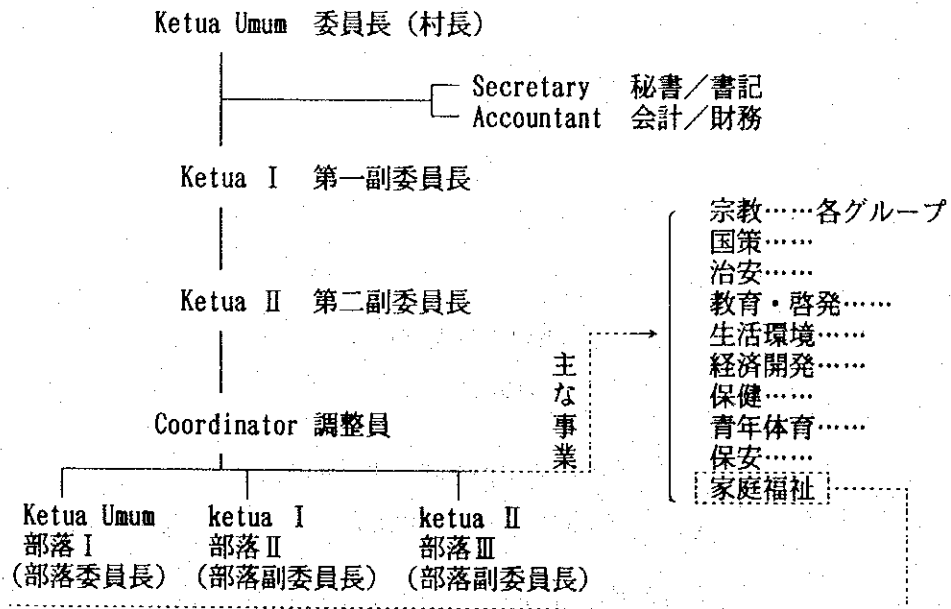 Ketua Umum 委員長 (村長)
Secretary 秘書／書記
Accountant 会計／財務
Ketua Ⅰ 第一副委員長
Ketua Ⅱ 第二副委員長
Coordinator 調整員
主な事業
宗教……各グループ
国策……
治安……
教育・啓発……
生活環境……
経済開発……
保健……
青年体育……
保安……
家庭福祉
Ketua Umum ketua Ⅰ ketua Ⅱ
部落Ⅰ 部落Ⅱ 部落Ⅲ
(部落委員長) (部落副委員長) (部落副委員長)